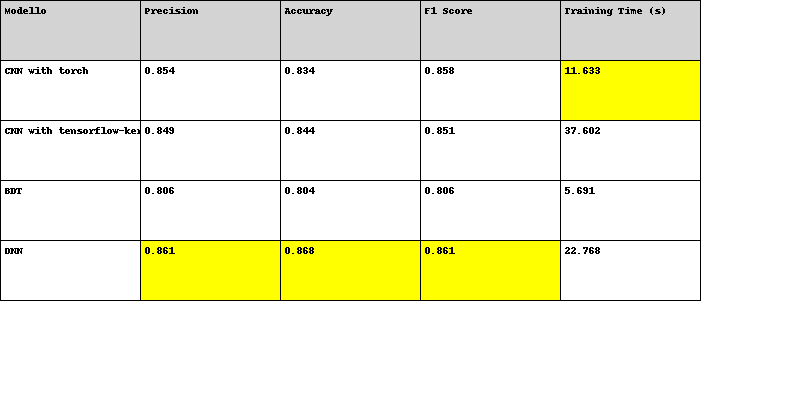 Modello Precision Accuracy F1 Score Training Time (s)
CNN with torch 0.854 0.834 0.858 11.633
CNN with tensorflow-ker 0.849 0.844 0.851 37.602
BDT 0.806 0.804 0.806 5.691
DNN 0.861 0.868 0.861 22.768